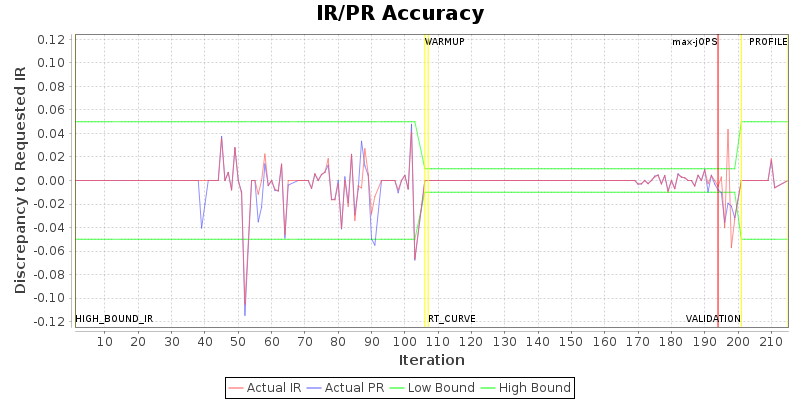 IR/PR Accuracy
Discrepancy to Requested IR
0.12
0.10
0.08
0.06
0.04
0.02
0.00
-0.02
-0.04
-0.06
-0.08
-0.10
-0.12
WARMUP
max-jOPS
PROFILE
HIGH_BOUND_IR
RT_CURVE
VALIDATION
10 20 30 40 50 60 70 80 90 100 110 120 130 140 150 160 170 180 190 200 210
Iteration
Actual IR Actual PR Low Bound High Bound